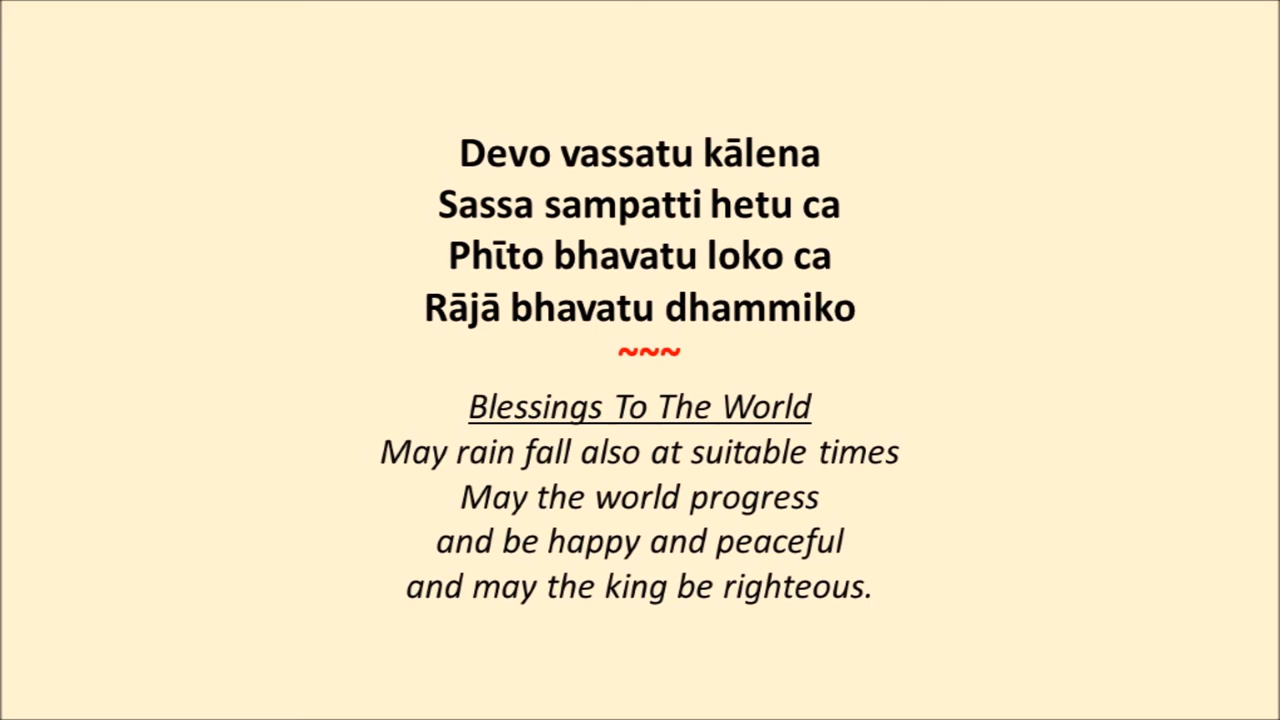 Devo vassatu kālena
Sassa sampatti hetu ca
Phīto bhavatu loko ca
Rājā bhavatu dhammiko
~~~
Blessings To The World
May rain fall also at suitable times
May the world progress
and be happy and peaceful
and may the king be righteous.